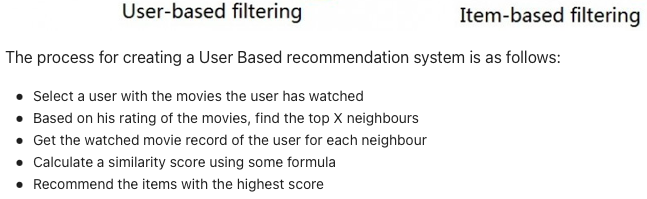 User-based filtering
Item-based filtering
The process for creating a User Based recommendation system is as follows:
• Select a user with the movies the user has watched
• Based on his rating of the movies, find the top X neighbours
• Get the watched movie record of the user for each neighbour
• Calculate a similarity score using some formula
• Recommend the items with the highest score